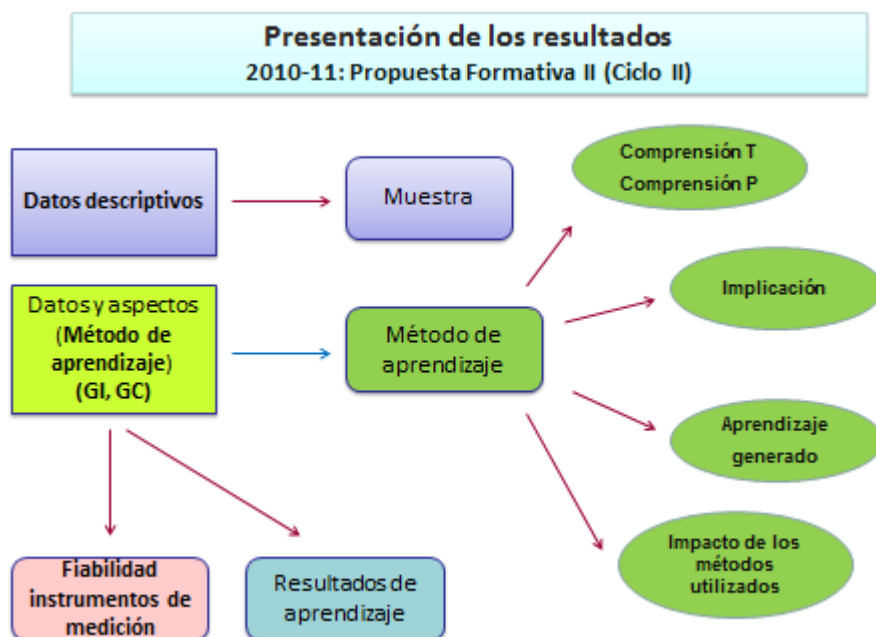 Presentación de los resultados
2010-11: Propuesta Formativa II (Ciclo II)
Comprensión T
Comprensión P
Datos descriptivos
Muestra
Implicación
Datos y aspectos
(Método de
aprendizaje)
(GI, GC)
Método de
aprendizaje
Aprendizaje
generado
Impacto de los
métodos
utilizados
Fiabilidad
instrumentos de
medición
Resultados de
aprendizaje